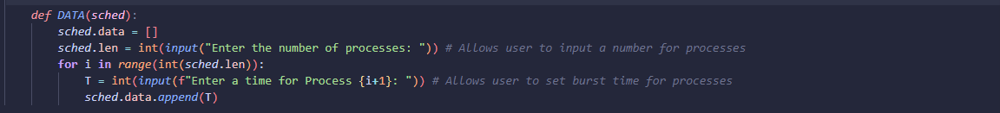 def DATA(sched):
    sched.data = []
    sched.len = int(input("Enter the number of processes: ")) # Allows user to input a number for processes
    for i in range(int(sched.len)):
        T = int(input(f"Enter a time for Process {i+1}: ")) # Allows user to set burst time for processes
        sched.data.append(T)